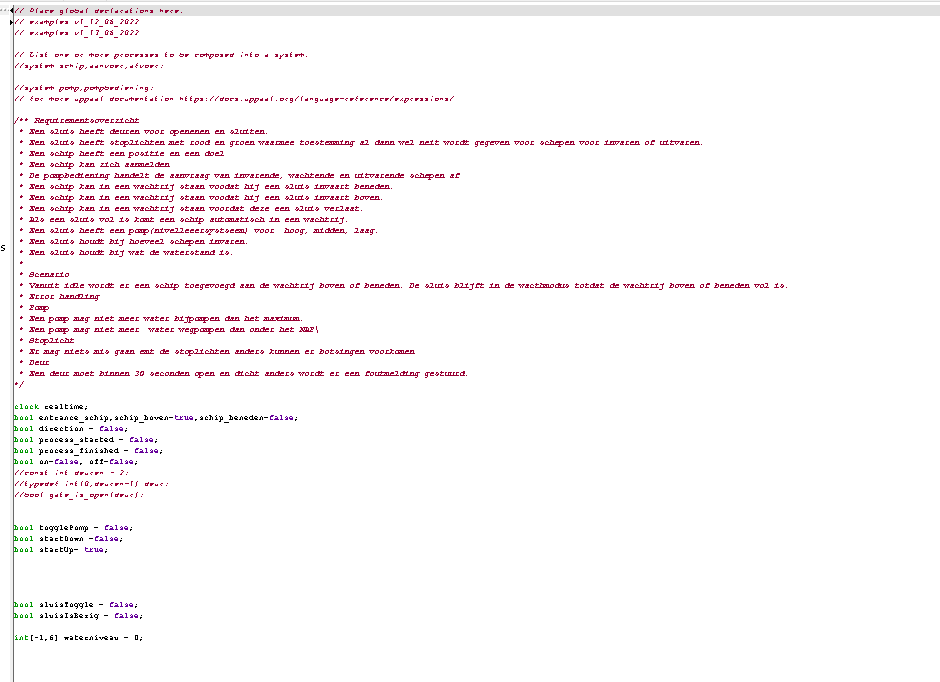 // Place global declarations here.
// examples v1_12_06_2022
// examples v1_17_06_2022
// List one or more processes to be composed into a system.
//system schip,aanvoer,afvoer;
//system pomp,pompbediening;
// for more uppaal documentation https://docs.uppaal.org/language-reference/expressions/
/** Requirementsoverzicht
* Een sluis heeft deuren voor openenen en sluiten.
* Een sluis heeft stoplichten met rood en groen waarmee toestemming al dan wel neit wordt gegeven voor schepen voor invaren of uitvaren.
* Een schip heeft een positie en een doel
* Een schip kan zich aanmelden
* De pompbediening handelt de aanvraag van invarende, wachtende en uitvarende schepen af
* Een schip kan in een wachtrij staan voodat hij een sluis invaart beneden.
* Een schip kan in een wachtrij staan voodat hij een sluis invaart boven.
* Een schip kan in een wachtrij staan voordat deze een sluis verlaat.
* Als een sluis vol is komt een schip automatisch in een wachtrij.
* Een sluis heeft een pomp(nivelleersysteem) voor hoog, midden, laag.
* Een sluis houdt bij hoeveel schepen invaren.
s
* Een sluis houdt bij wat de waterstand is.
*
* Scenario
* Vanuit idle wordt er een schip toegevoegd aan de wachtrij boven of beneden. De sluis blijft in de wacthmodus totdat de wachtrij boven of beneden vol is.
* Error handling
* Pomp
* Een pomp mag niet meer water bijpompen dan het maximum.
* Een pomp mag niet meer water wegpompen dan onder het NAP\
* Stoplicht
* Er mag niets mis gaan emt de stoplichten anders kunnen er botsingen voorkomen
* Deur
* Een deur moet binnen 30 seconden open en dicht anders wordt er een foutmelding gestuurd.
*/
clock realtime;
bool entrance_schip,schip_boven=true,schip_beneden=false;
bool direction = false;
bool process_started = false;
bool process_finished = false;
bool on=false, off=false;
//const int deuren = 2;
//typedef int[0,deuren-1] deur;
//bool gate_is_open[deur];
bool togglePomp = false;
bool startDown =false;
bool startUp= true;
bool sluisToggle = false;
bool sluisIsBezig = false;
int[-1,6] waterniveau = 0;